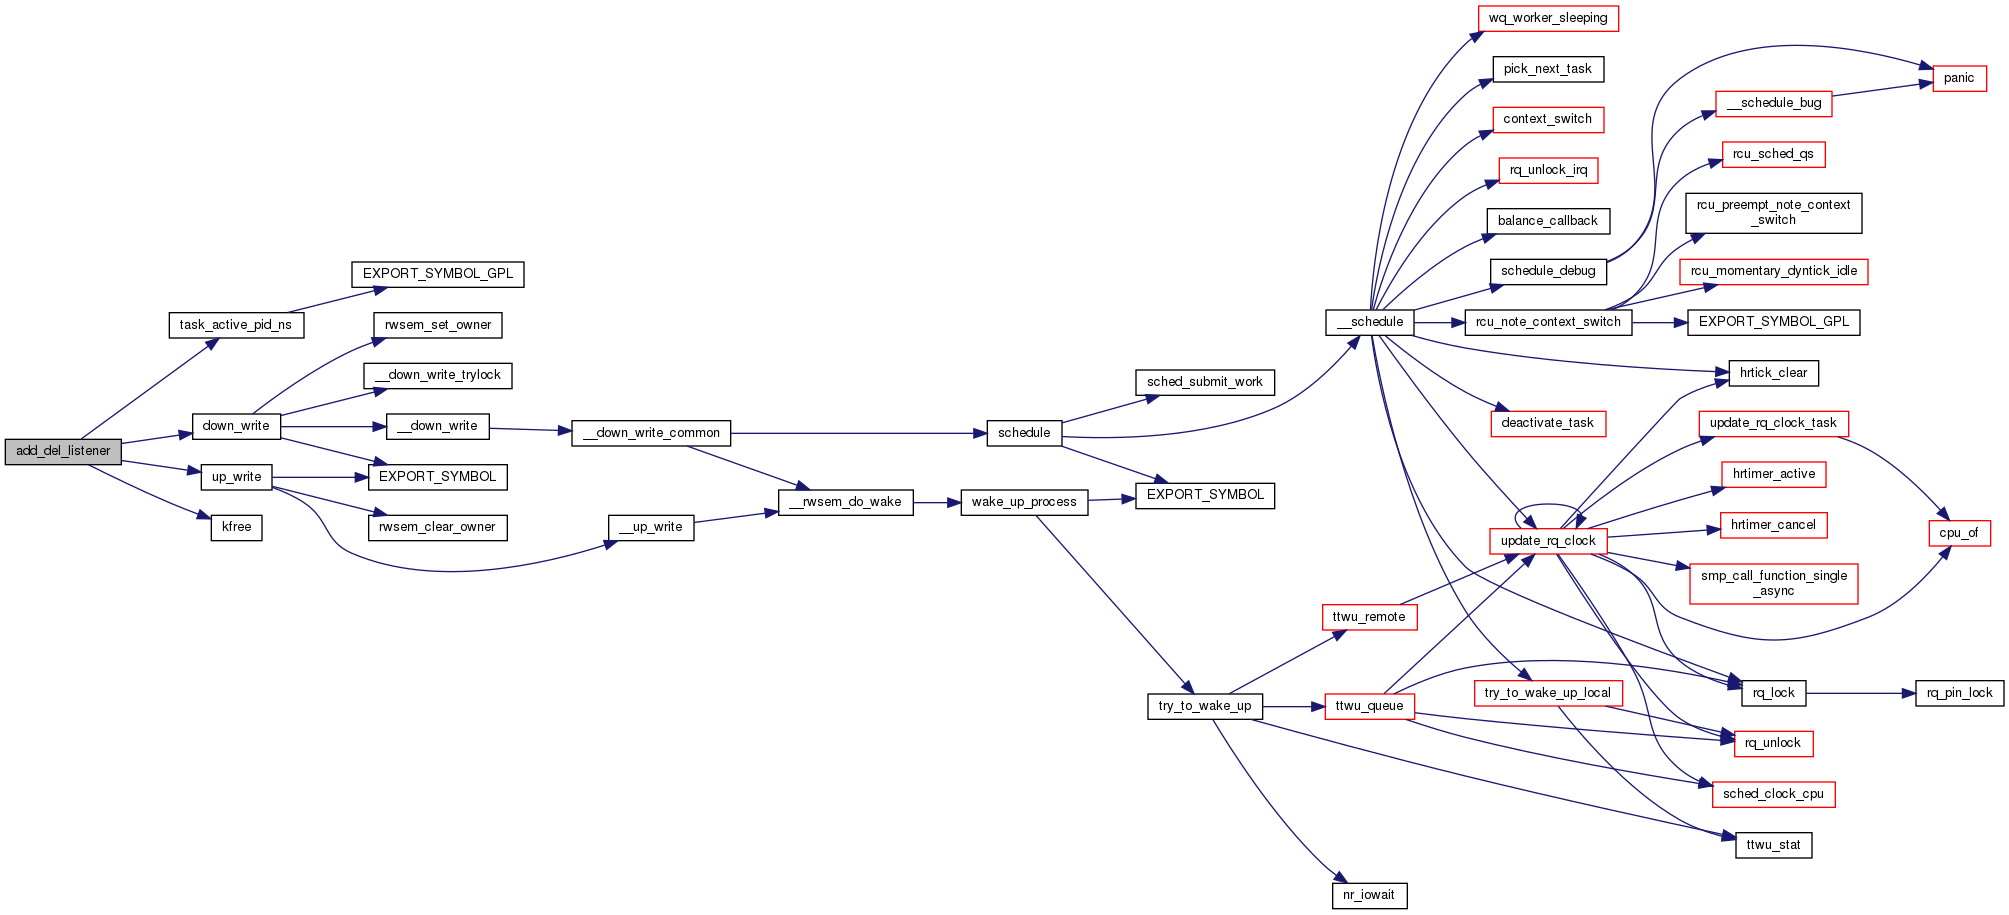 add_del_listener
task_active_pid_ns
down_write
up_write
kfree
EXPORT_SYMBOL_GPL
rwsem_set_owner
__down_write_trylock
__down_write
EXPORT_SYMBOL
rwsem_clear_owner
__down_write_common
__up_write
__rwsem_do_wake
schedule
wake_up_process
sched_submit_work
EXPORT_SYMBOL
try_to_wake_up
__schedule
ttwu_remote
ttwu_queue
nr_iowait
wq_worker_sleeping
pick_next_task
context_switch
rq_unlock_irq
balance_callback
schedule_debug
rcu_note_context_switch
deactivate_task
update_rq_clock
try_to_wake_up_local
__schedule_bug
rcu_sched_qs
rcu_preempt_note_context
_switch
rcu_momentary_dyntick_idle
EXPORT_SYMBOL_GPL
hrtick_clear
update_rq_clock_task
hrtimer_active
hrtimer_cancel
smp_call_function_single
_async
rq_lock
rq_unlock
sched_clock_cpu
ttwu_stat
panic
cpu_of
rq_pin_lock